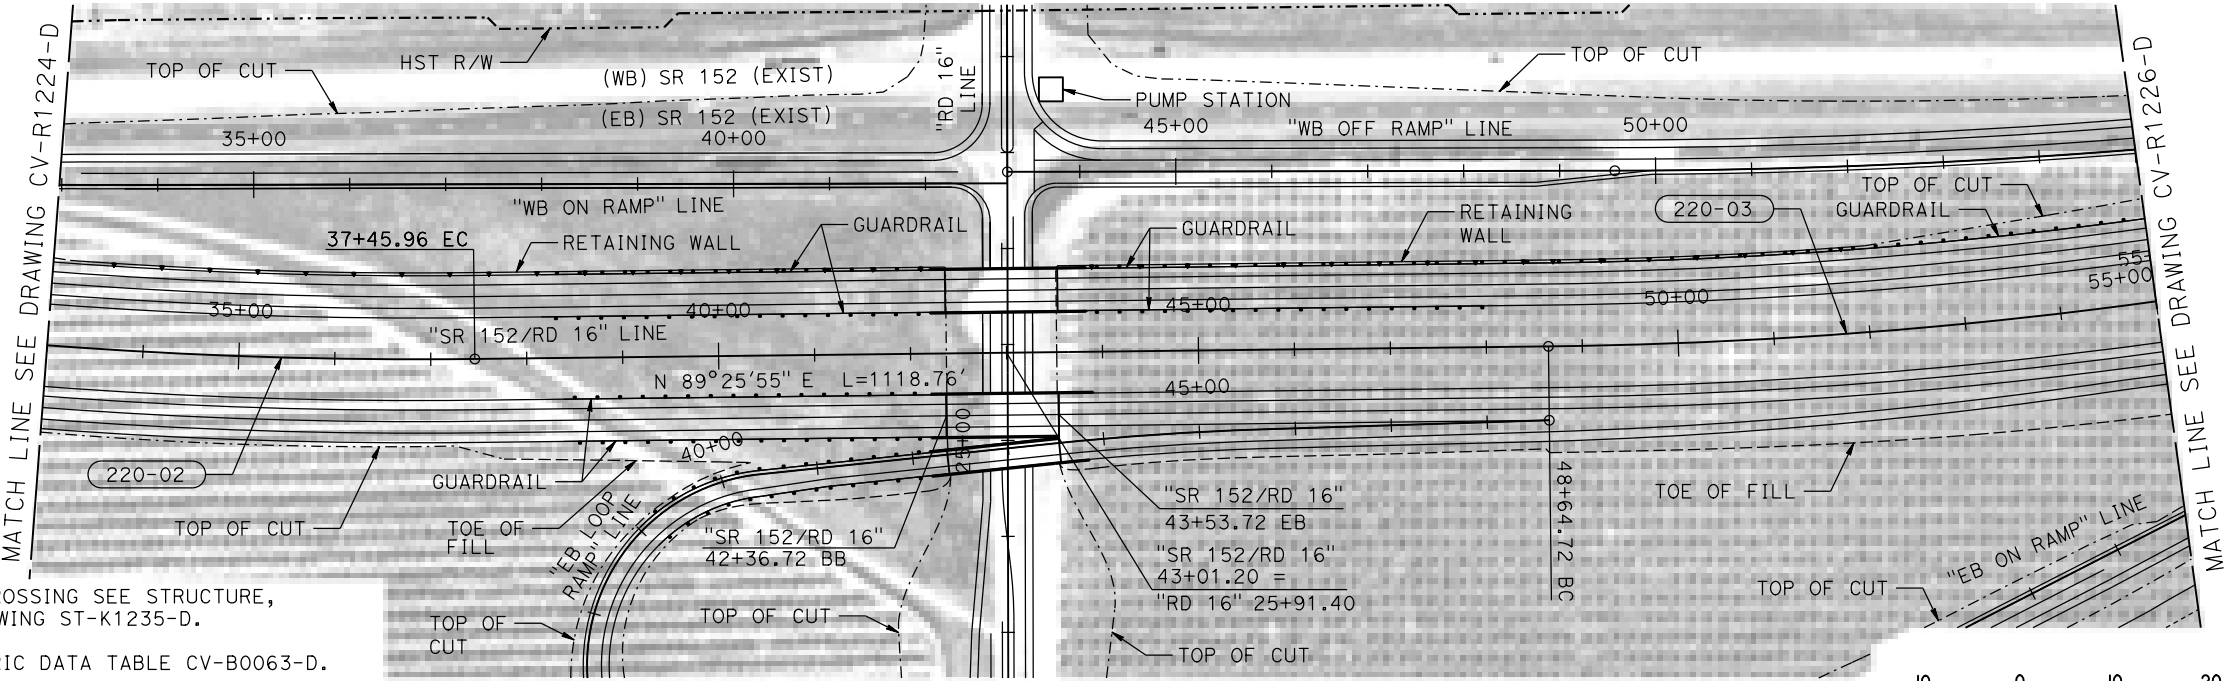 MATCH LINE SEE DRAWING CV-R1224-D
TOP OF CUT
HST R/W
(WB) SR 152 (EXIST)
(EB) SR 152 (EXIST)
35+00
40+00
"RD 16"
LINE
PUMP STATION
TOP OF CUT
45+00
"WB OFF RAMP" LINE
50+00
MATCH LINE SEE DRAWING CV-R1226-D
"WB ON RAMP" LINE
37+45.96 EC
RETAINING WALL
GUARDRAIL
GUARDRAIL
RETAINING
WALL
220-03
TOP OF CUT
GUARDRAIL
55
55+00
35+00
40+00
45+00
50+00
"SR 152/RD 16" LINE
N 89°25'55" E L=1118.76'
45+00
40+00
25+00
220-02
GUARDRAIL
TOP OF CUT
TOE OF
FILL
"EB LOOP
RAMP" LINE
"SR 152/RD 16"
42+36.72 BB
"SR 152/RD 16"
43+53.72 EB
"SR 152/RD 16"
43+01.20 =
"RD 16" 25+91.40
48+64.72 BC
TOE OF FILL
"EB ON RAMP" LINE
TOP OF CUT
TOP OF
CUT
TOP OF CUT
TOP OF CUT
ROSSING SEE STRUCTURE,
WING ST-K1235-D.
RIC DATA TABLE CV-B0063-D.